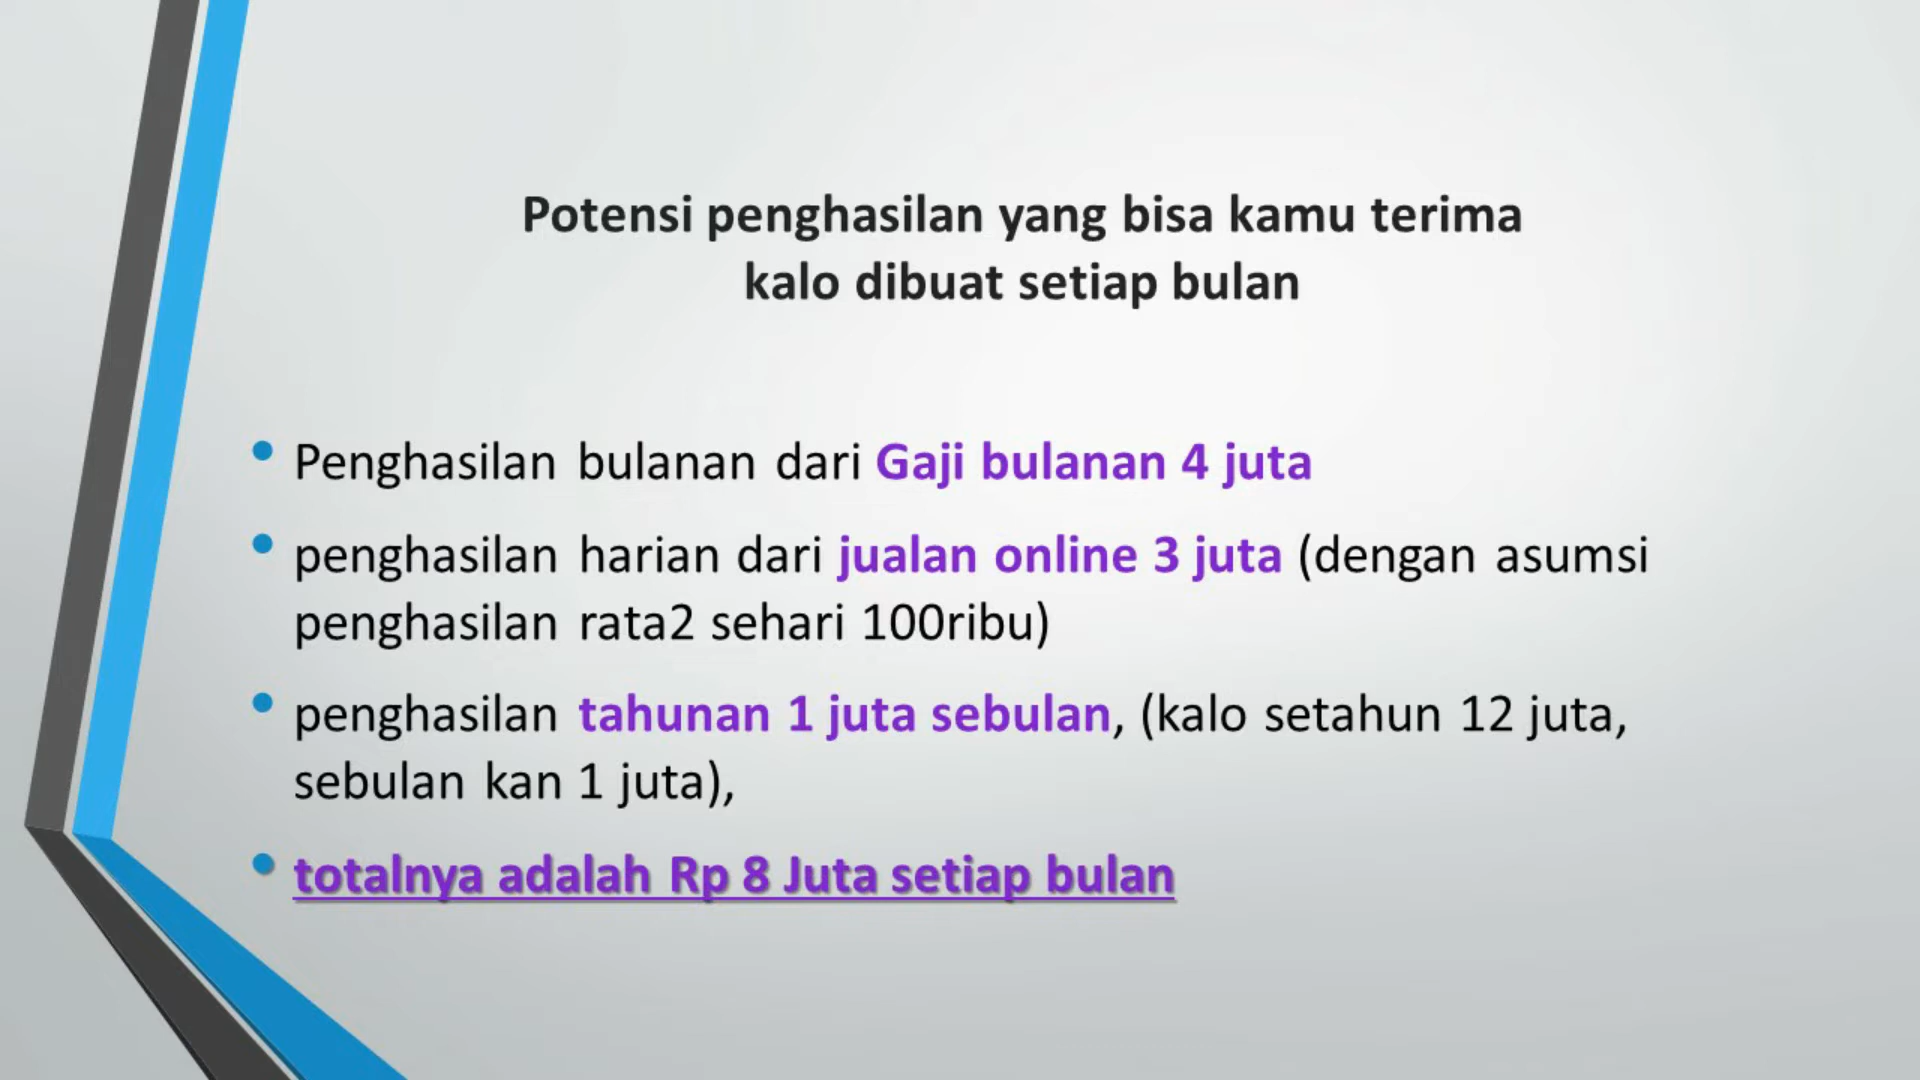 Potensi penghasilan yang bisa kamu terima
kalo dibuat setiap bulan
Penghasilan bulanan dari Gaji bulanan 4 juta
penghasilan harian dari jualan online 3 juta (dengan asumsi
penghasilan rata2 sehari 100ribu)
penghasilan tahunan 1 juta sebulan, (kalo setahun 12 juta,
sebulan kan 1 juta),
totalnya adalah Rp 8 Juta setiap bulan